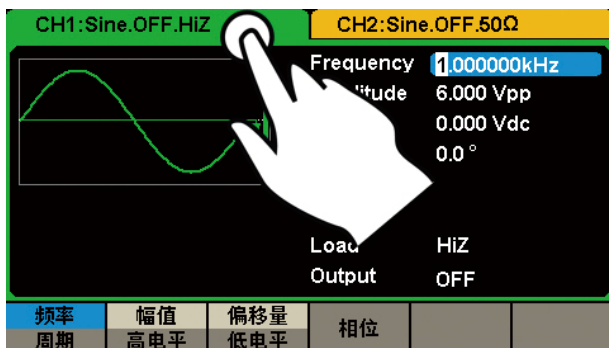 CH1:Sine.OFF.HiZ
CH2:Sine.OFF.50Ω
Frequency 1.000000kHz
6.000 Vpp
0.000 Vdc
0.0 °
Load HiZ
Output OFF
频率 幅值 偏移量 相位
周期 高电平 低电平